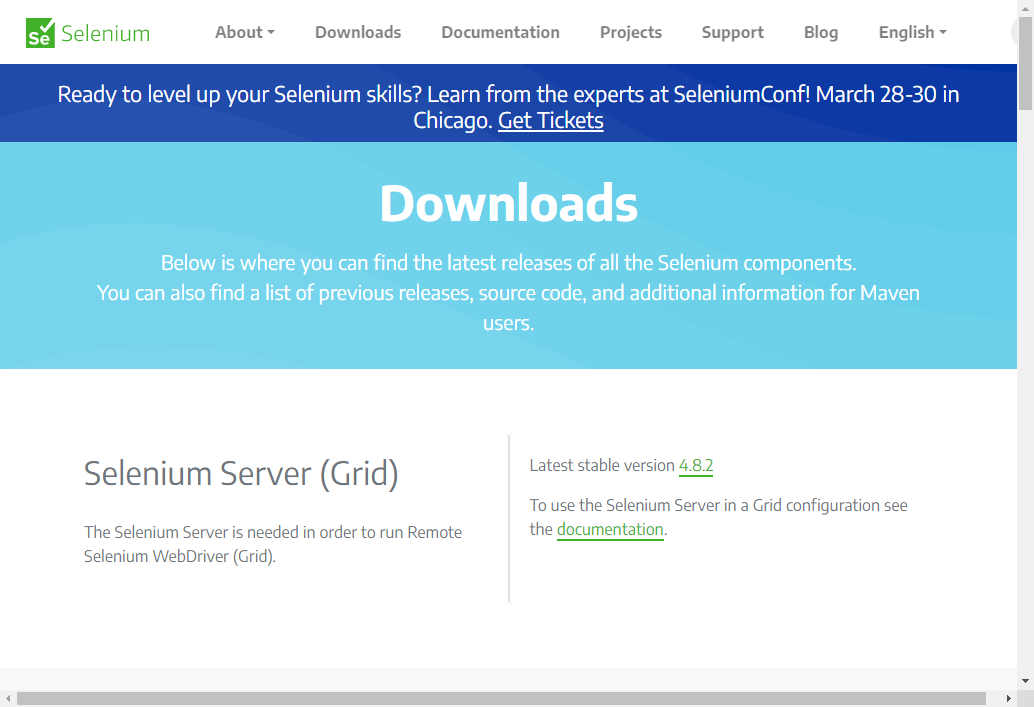 Se Selenium
About Downloads Documentation Projects Support Blog English
Ready to level up your Selenium skills? Learn from the experts at SeleniumConf! March 28-30 in
Chicago. Get Tickets
Downloads
Below is where you can find the latest releases of all the Selenium components.
You can also find a list of previous releases, source code, and additional information for Maven
users.
Selenium Server (Grid)
The Selenium Server is needed in order to run Remote
Selenium WebDriver (Grid).
Latest stable version 4.8.2
To use the Selenium Server in a Grid configuration see
the documentation.